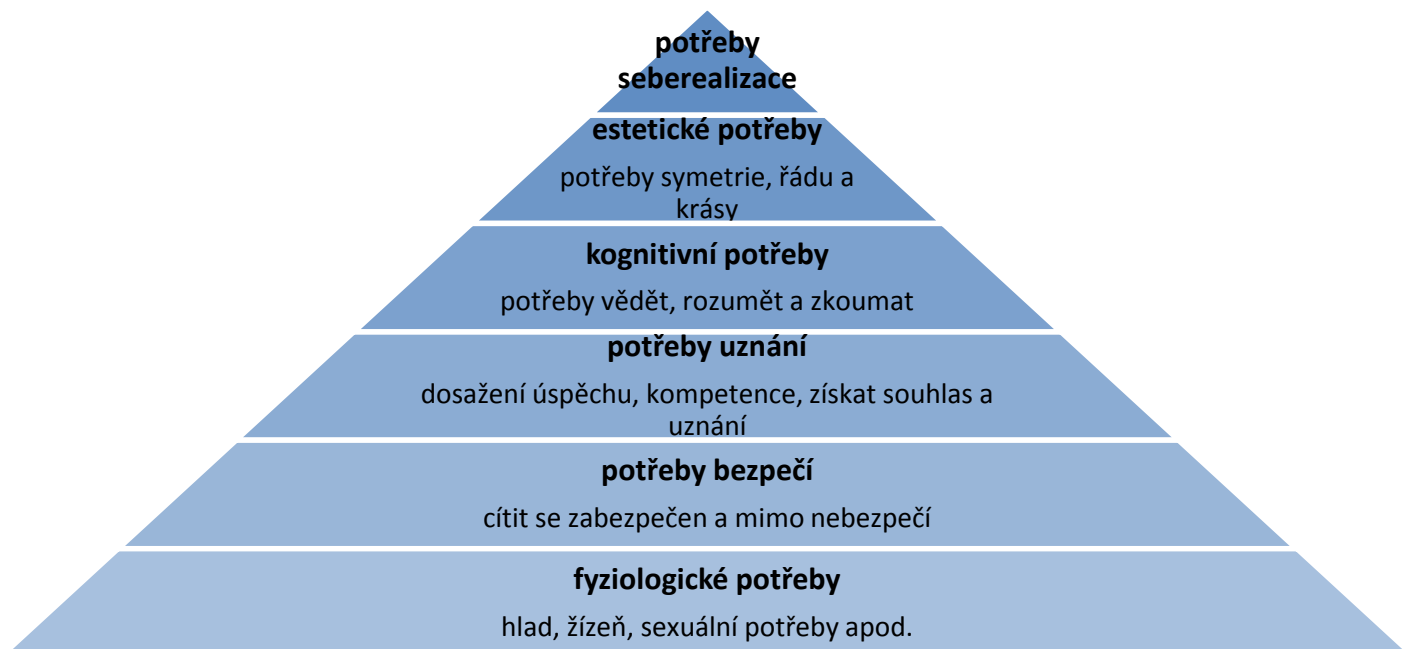 potřeby
seberealizace
estetické potřeby
potřeby symetrie, řádu a
krásy
kognitivní potřeby
potřeby vědět, rozumět a zkoumat
potřeby uznání
dosažení úspěchu, kompetence, získat souhlas a
uznání
potřeby bezpečí
cítit se zabezpečen a mimo nebezpečí
fyziologické potřeby
hlad, žízeň, sexuální potřeby apod.